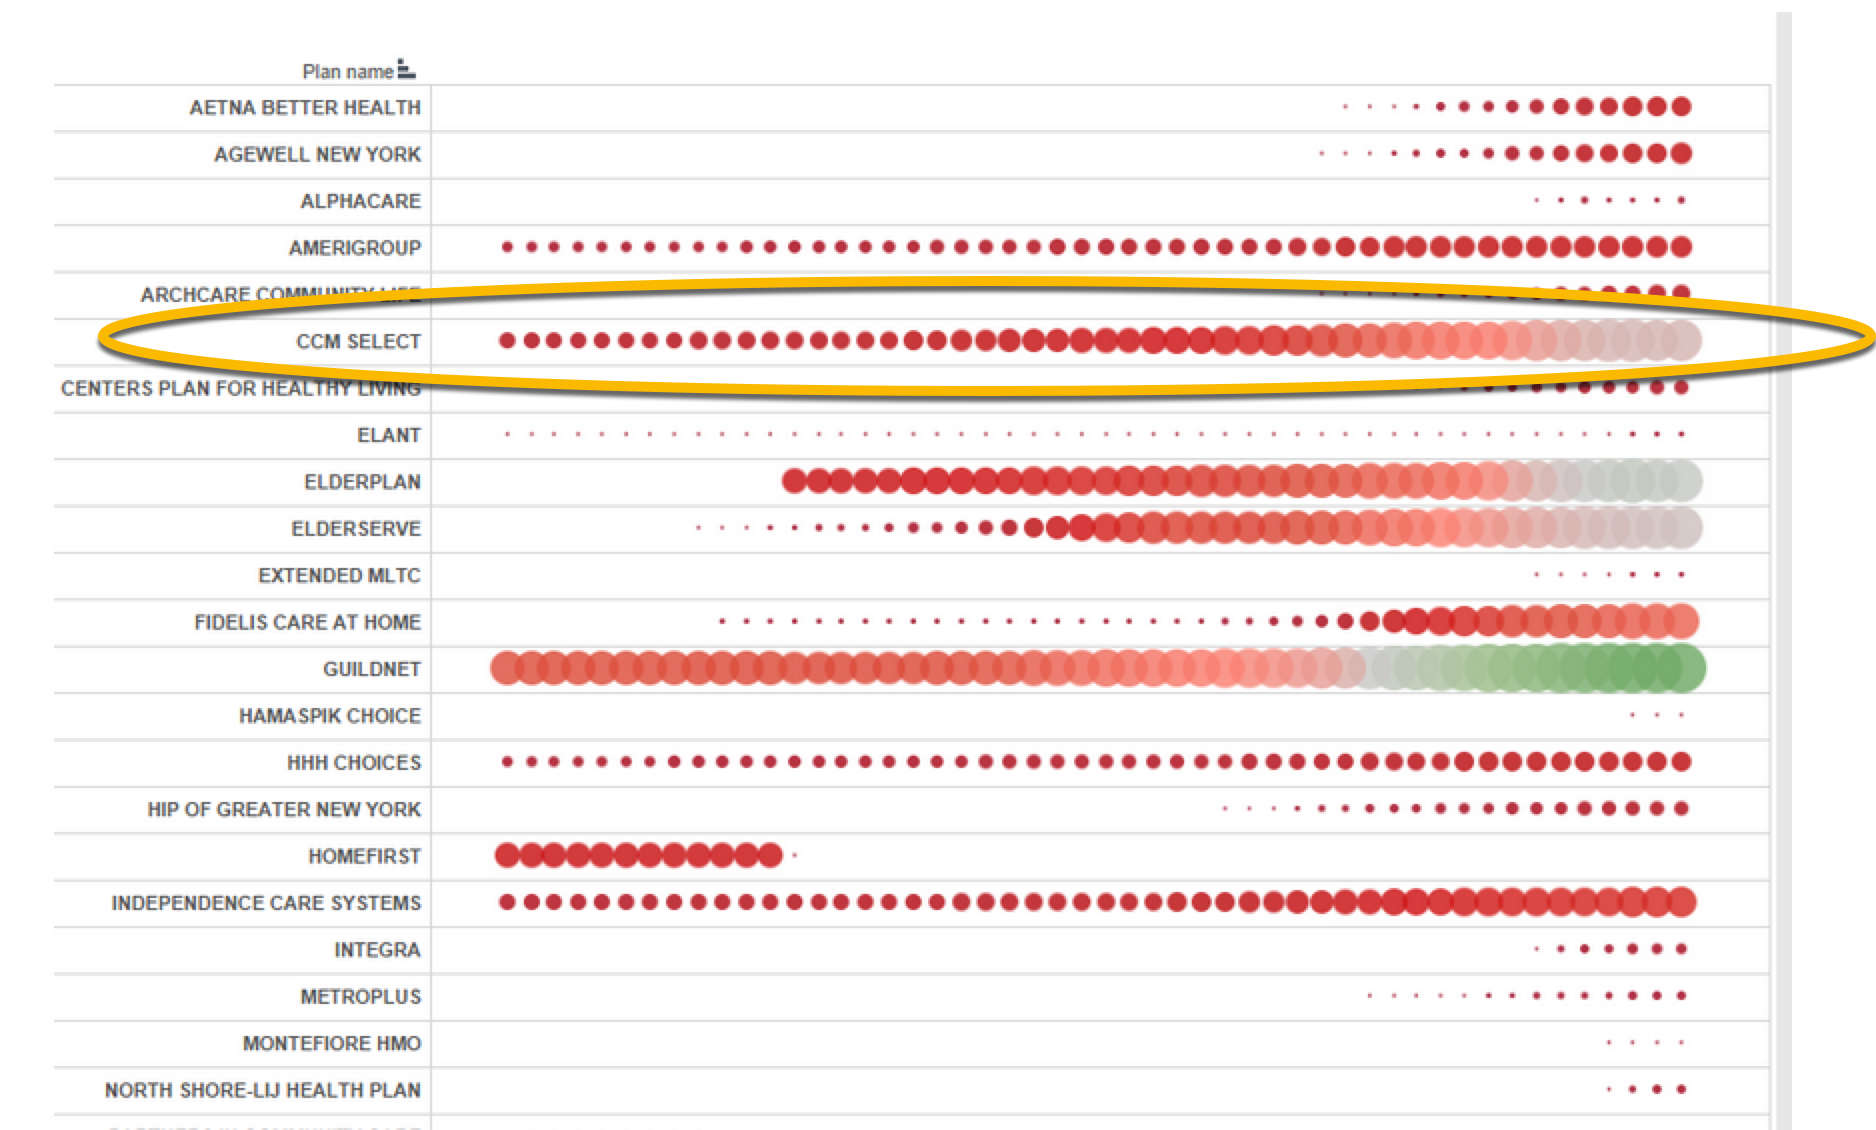 Plan name
AETNA BETTER HEALTH
AGEWELL NEW YORK
ALPHACARE
AMERIGROUP
ARCHCARE COMMUNITY LIFE
CCM SELECT
CENTERS PLAN FOR HEALTHY LIVING
ELANT
ELDERPLAN
ELDERSERVE
EXTENDED MLTC
FIDELIS CARE AT HOME
GUILDNET
HAMASPIK CHOICE
HHH CHOICES
HIP OF GREATER NEW YORK
HOMEFIRST
INDEPENDENCE CARE SYSTEMS
INTEGRA
METROPLUS
MONTEFIORE HMO
NORTH SHORE-LIJ HEALTH PLAN